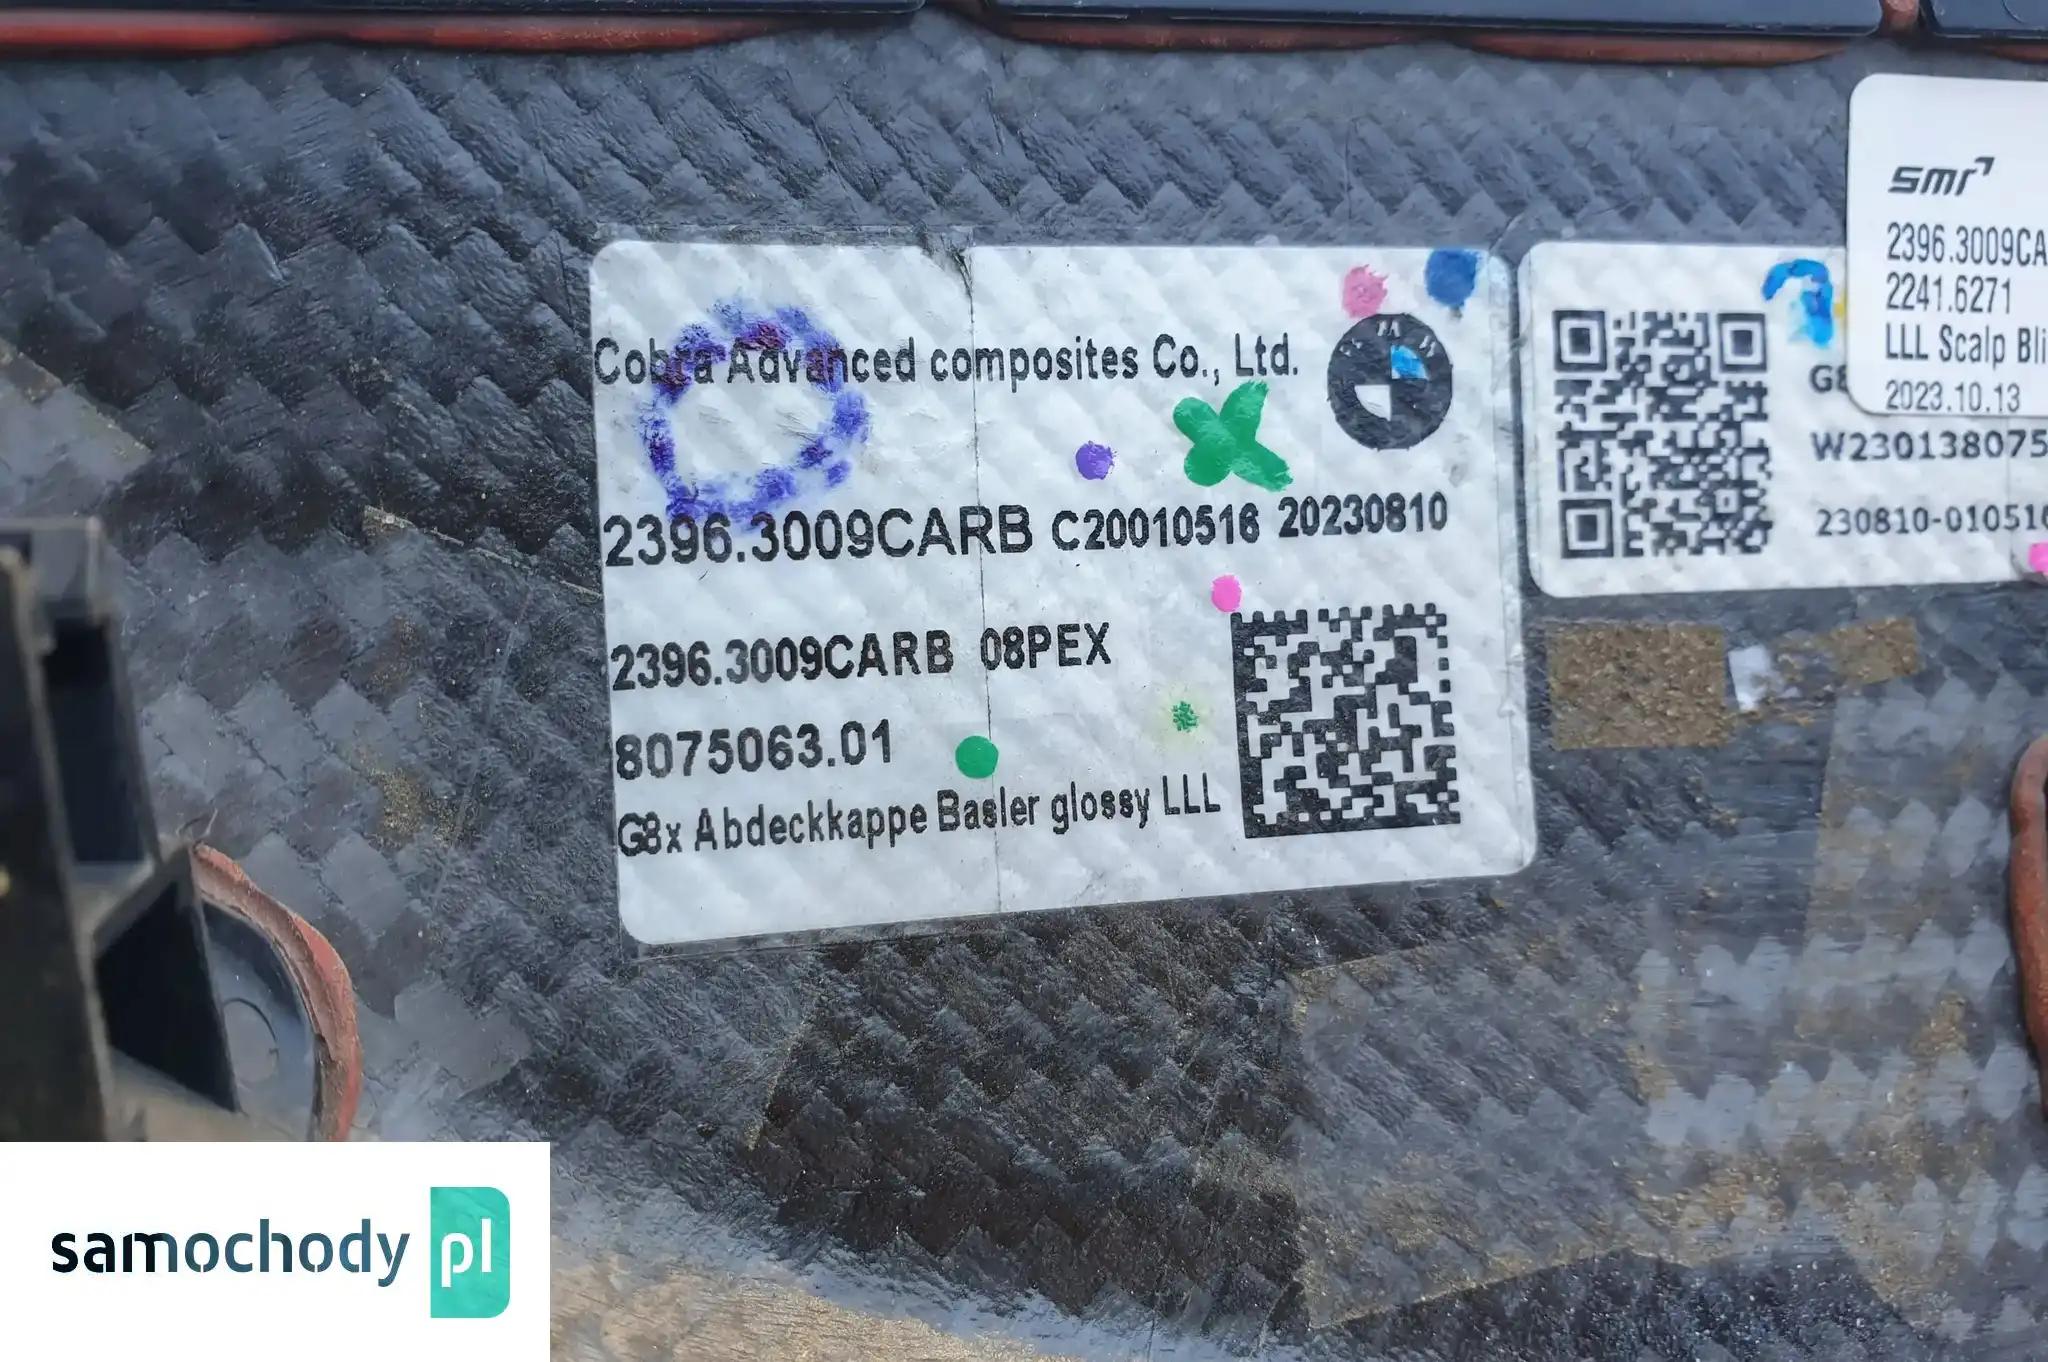 Cobra Advanced composites Co., Ltd.
BMW
2396.3009CARB C20010516 20230810
2396.3009CARB 08PEX
8075063.01
G8x Abdeckkappe Basler glossy LLL
W230138075
230810-01051
smr
2396.3009CA
2241.6271
LLL Scalp Bli
2023.10.13
samochody pl